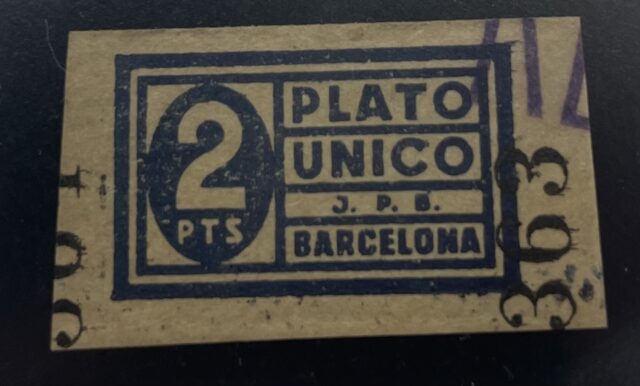 2
PTS
PLATO
UNICO
J. P. B.
BARCELONA
363